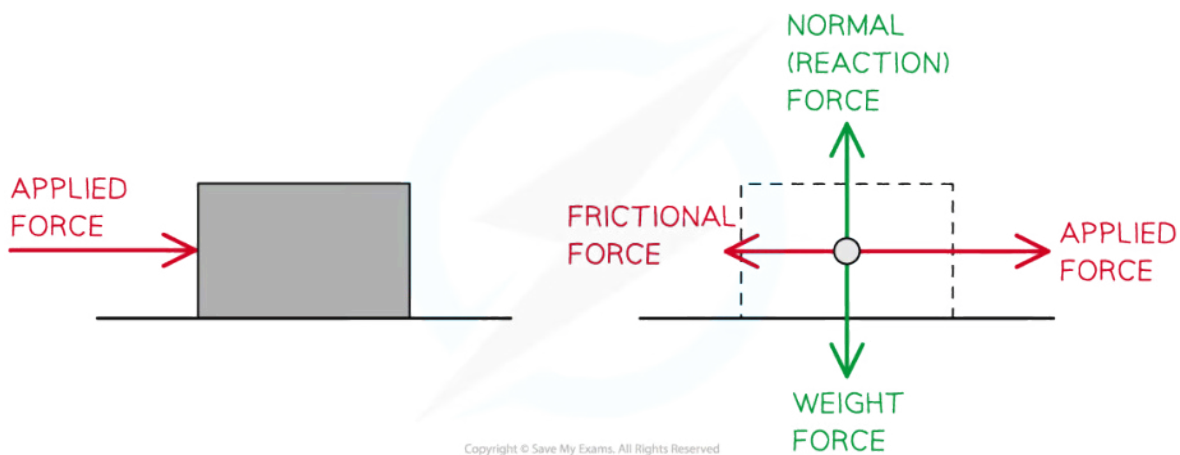 APPLIED
FORCE
NORMAL
(REACTION)
FORCE
FRICTIONAL
FORCE
APPLIED
FORCE
WEIGHT
FORCE
Copyright © Save My Exams. All Rights Reserved